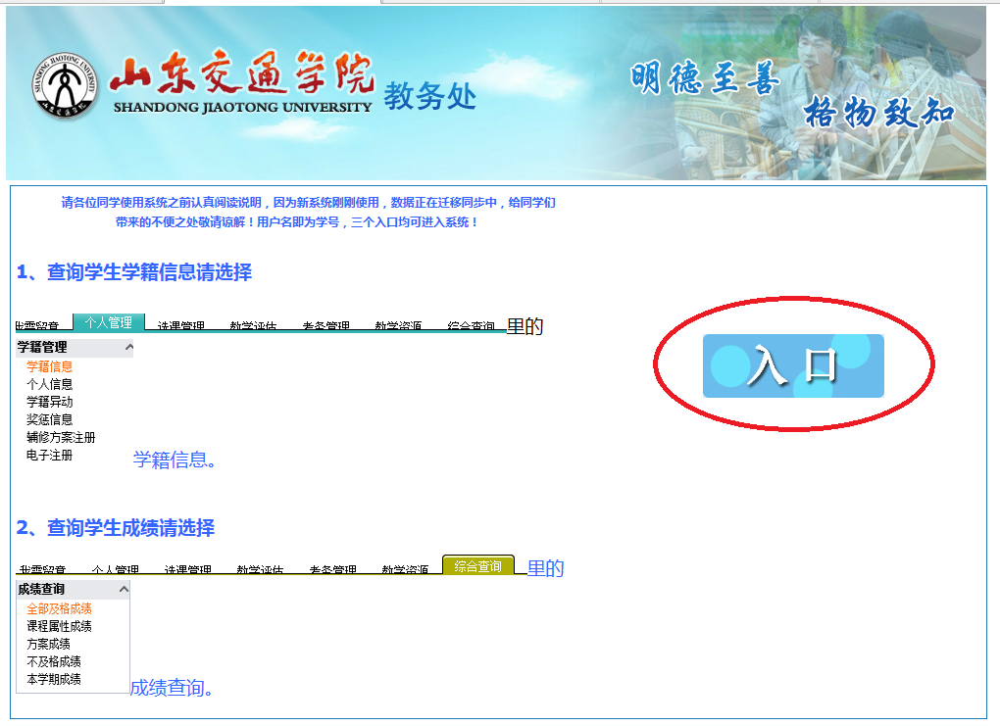 山东交通学院
SHANDONG JIAOTONG UNIVERSITY
教务处
明德至善
格物致知
SHANDONG JIAOTONG UNIVERSITY
请各位同学使用系统之前认真阅读说明，因为新系统刚刚使用，数据正在迁移同步中，给同学们
带来的不便之处敬请谅解！用户名即为学号，三个入口均可进入系统！
1、查询学生学籍信息请选择
我需留意 个人管理 选课管理 教学评估 考务管理 教学资源 综合查询 里的
入口
学籍管理
学籍信息
个人信息
学籍异动
奖惩信息
辅修方案注册
电子注册
学籍信息。
2、查询学生成绩请选择
我需留意 个人管理 选课管理 教学评估 考务管理 教学资源 综合查询 里的
成绩查询
全部及格成绩
课程属性成绩
方案成绩
不及格成绩
本学期成绩
成绩查询。